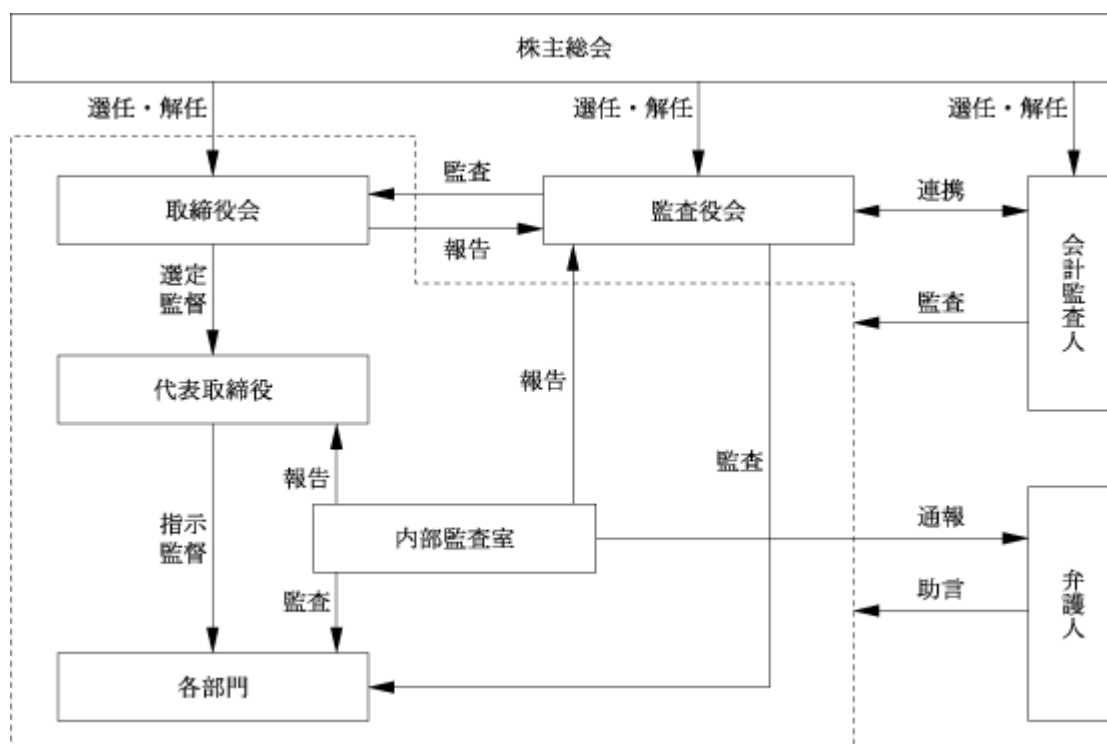 株主総会
選任・解任
選任・解任
選任・解任
取締役会
監査
報告
監査役会
連携
会計監査人
監査
選定
監督
代表取締役
報告
報告
監査
指示
監督
内部監査室
監査
通報
助言
弁護人
各部門